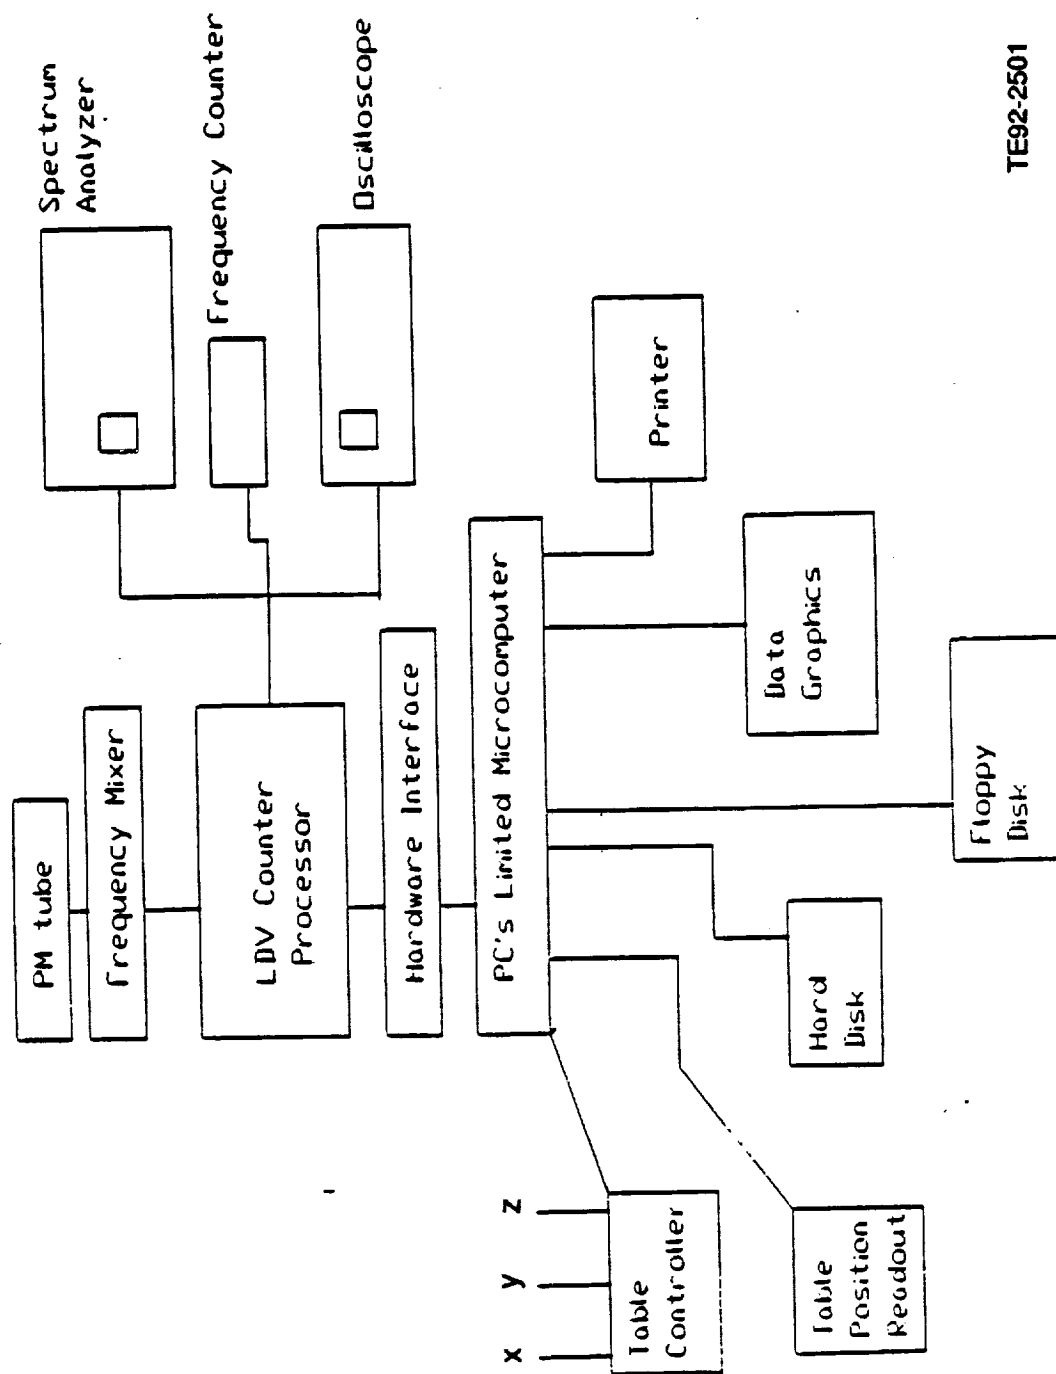 PM tube
Frequency Mixer
LDV Counter
Processor
Hardware Interface
PC's Limited Microcomputer
Spectrum
Analyzer
Frequency Counter
Oscilloscope
x
y
z
Table
Controller
Table
Position
Readout
Hard
Disk
Floppy
Disk
Data
Graphics
Printer
TE92-2501